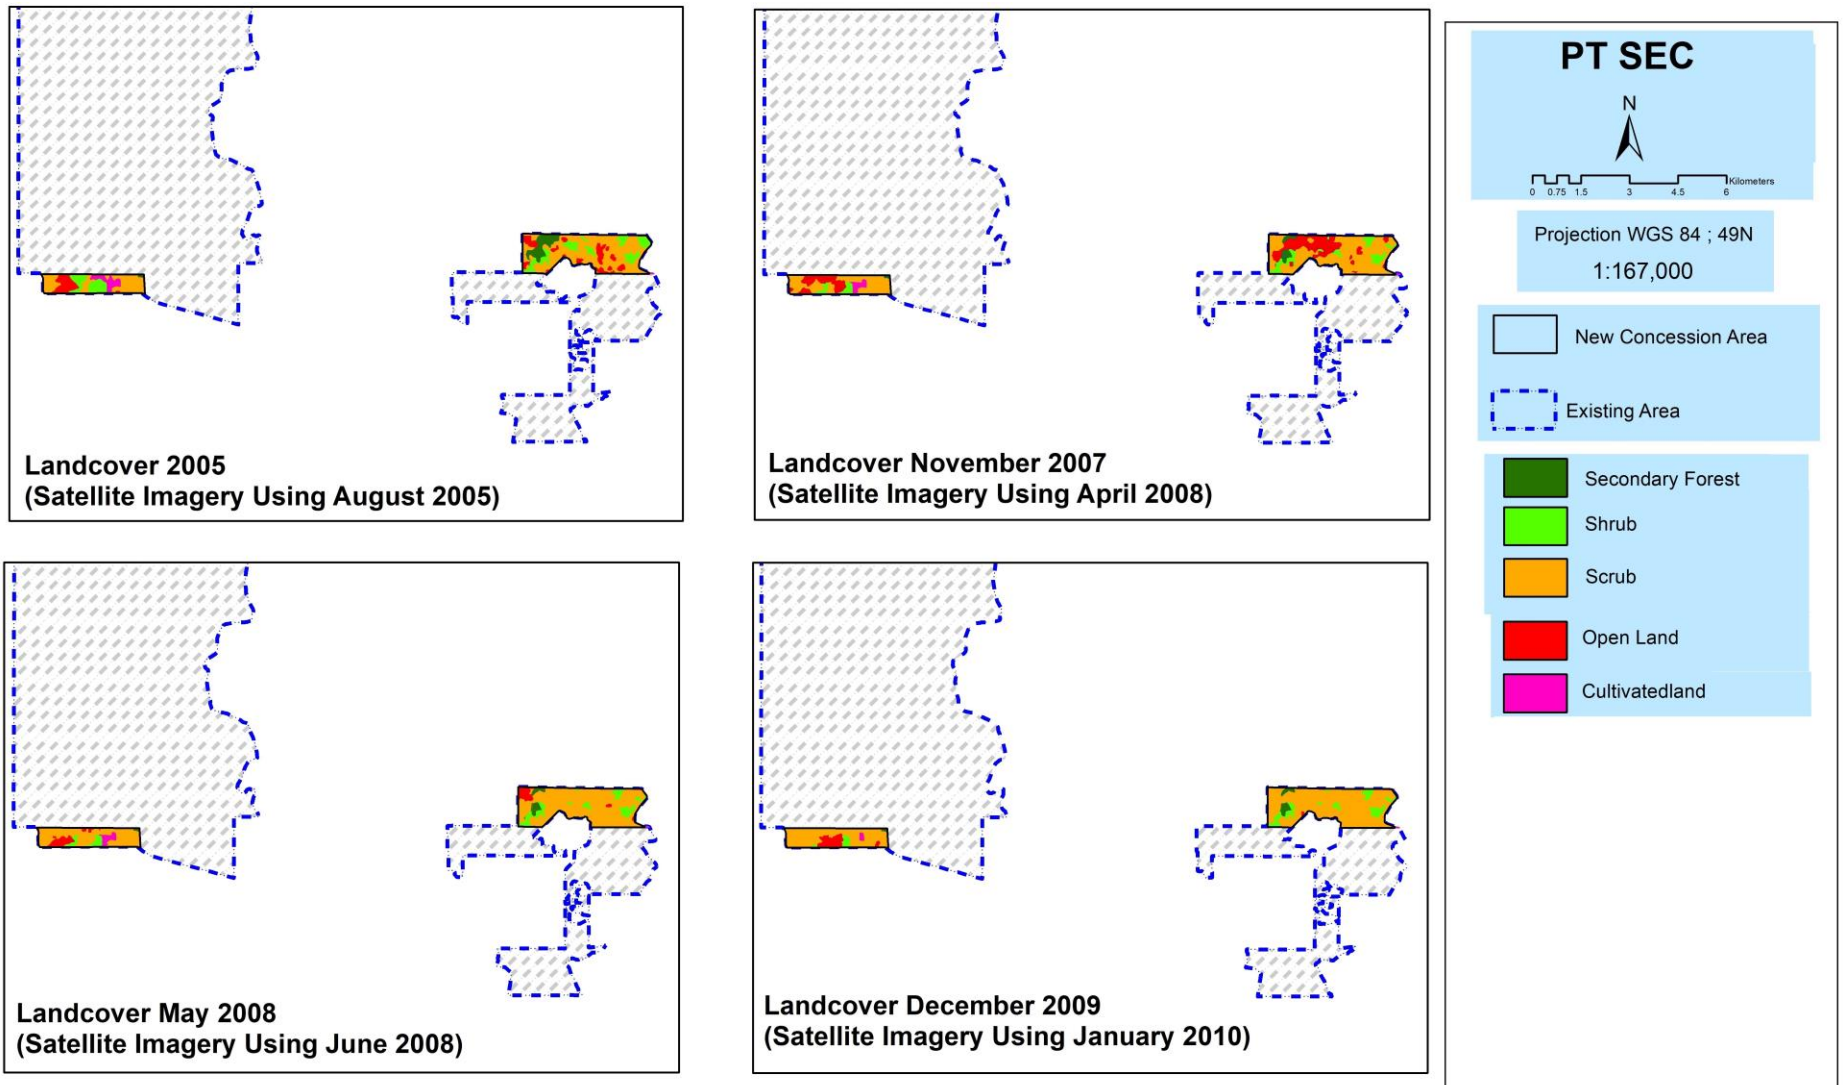 Landcover 2005
(Satellite Imagery Using August 2005)
Landcover November 2007
(Satellite Imagery Using April 2008)
Landcover May 2008
(Satellite Imagery Using June 2008)
Landcover December 2009
(Satellite Imagery Using January 2010)
PT SEC
N
Kilometers
0 0.75 1.5 3 4.5 6
Projection WGS 84 ; 49N
1:167,000
New Concession Area
Existing Area
Secondary Forest
Shrub
Scrub
Open Land
Cultivatedland